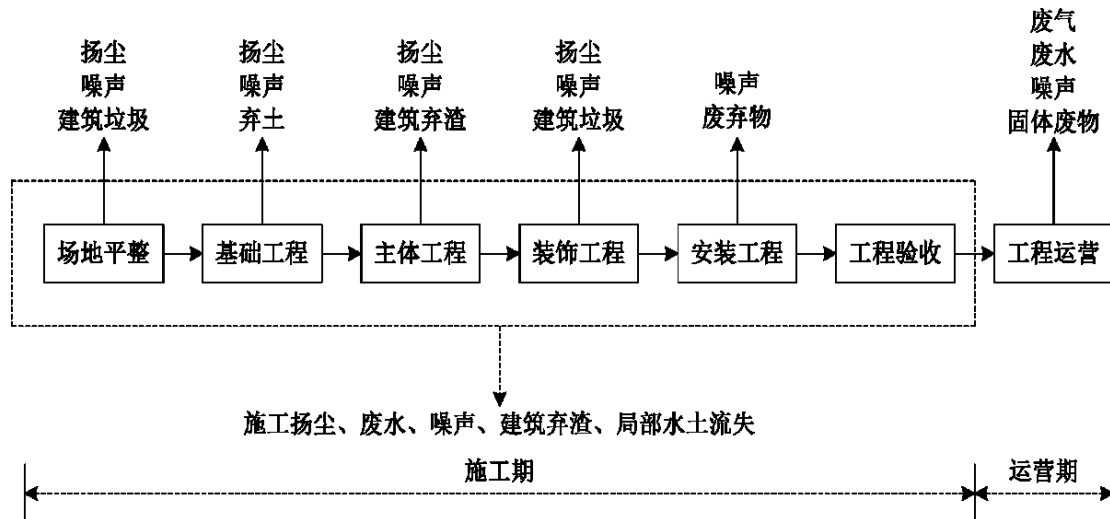 扬尘
噪声
建筑垃圾
扬尘
噪声
弃土
扬尘
噪声
建筑弃渣
扬尘
噪声
建筑垃圾
噪声
废弃物
废气
废水
噪声
固体废物
场地平整
基础工程
主体工程
装饰工程
安装工程
工程验收
工程运营
施工扬尘、废水、噪声、建筑弃渣、局部水土流失
施工期
运营期